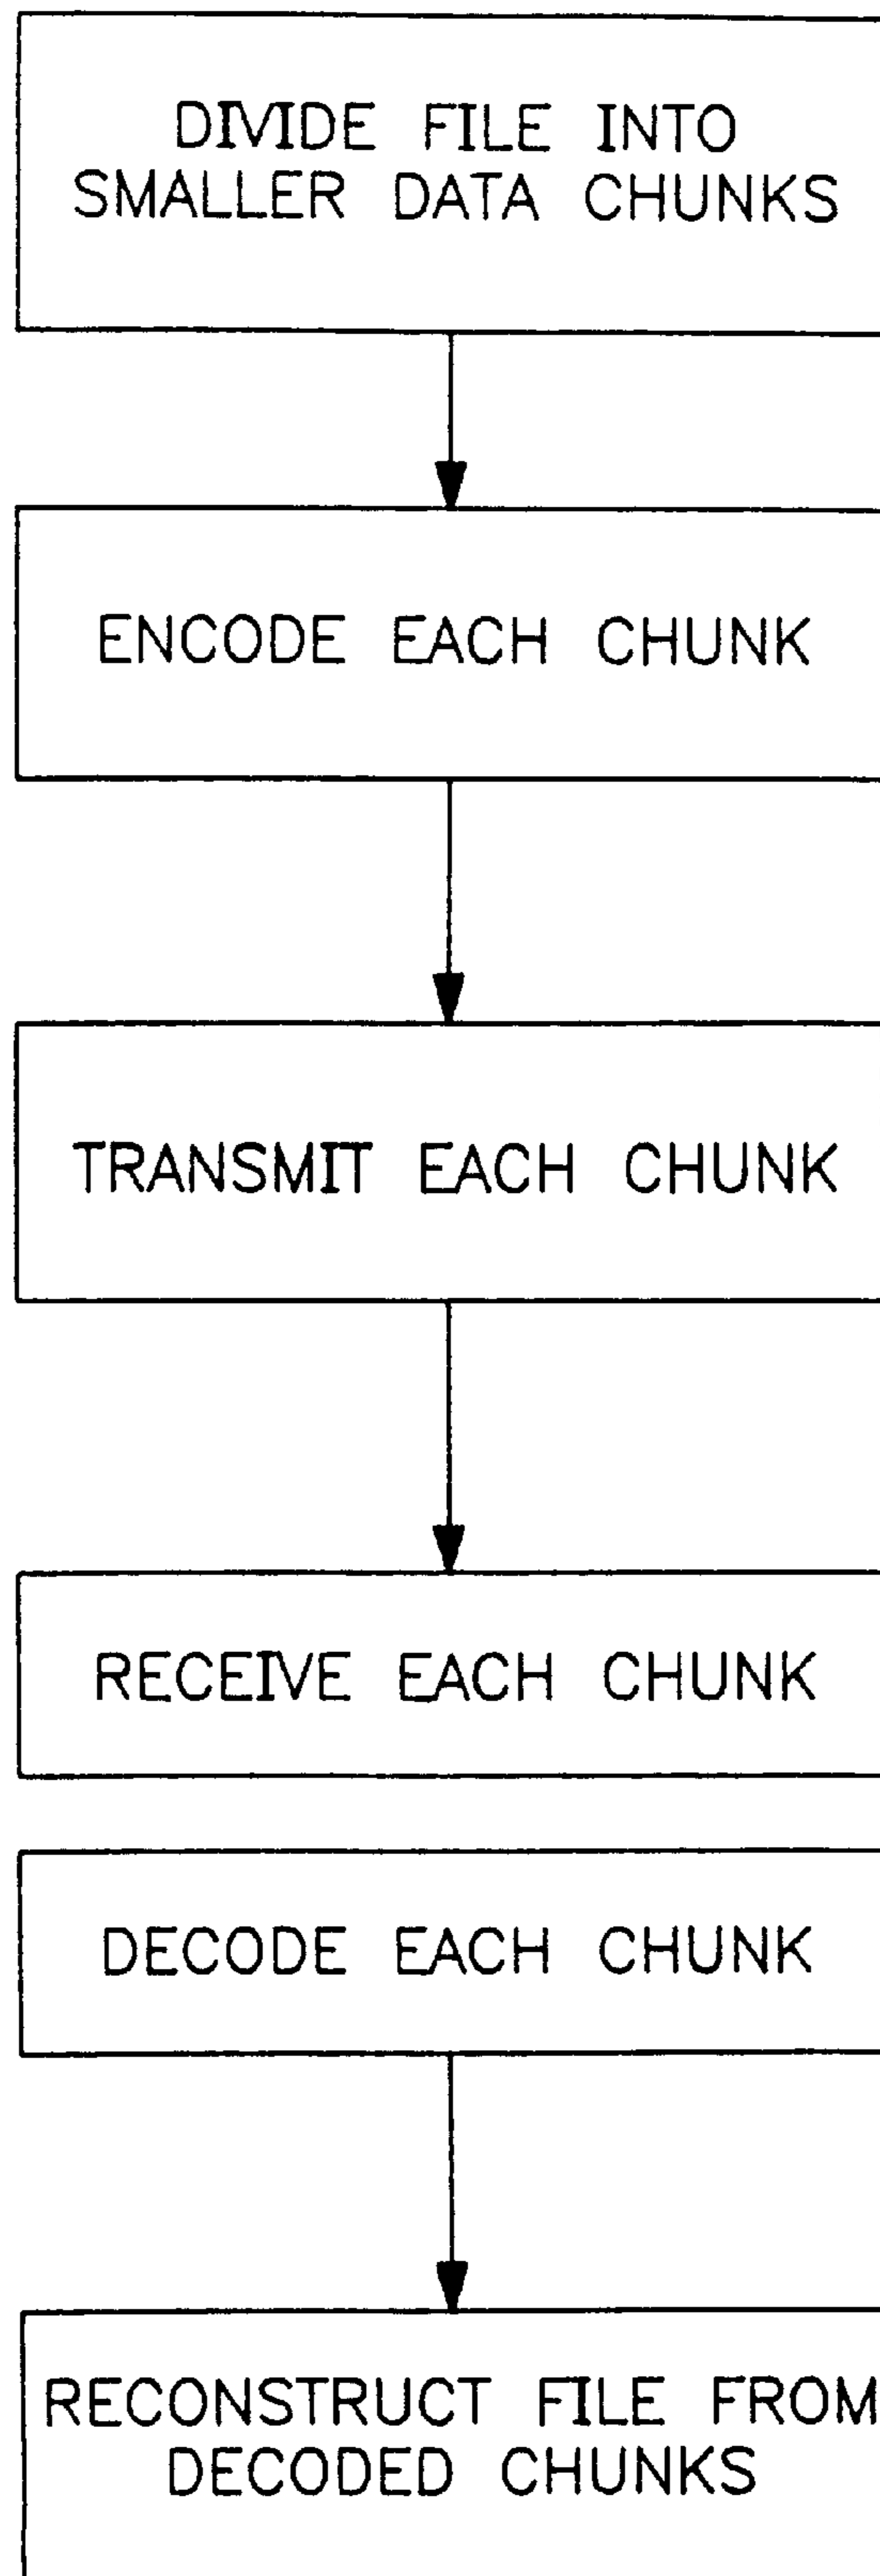 DIVIDE FILE INTO
SMALLER DATA CHUNKS
ENCODE EACH CHUNK
TRANSMIT EACH CHUNK
RECEIVE EACH CHUNK
DECODE EACH CHUNK
RECONSTRUCT FILE FROM
DECODED CHUNKS